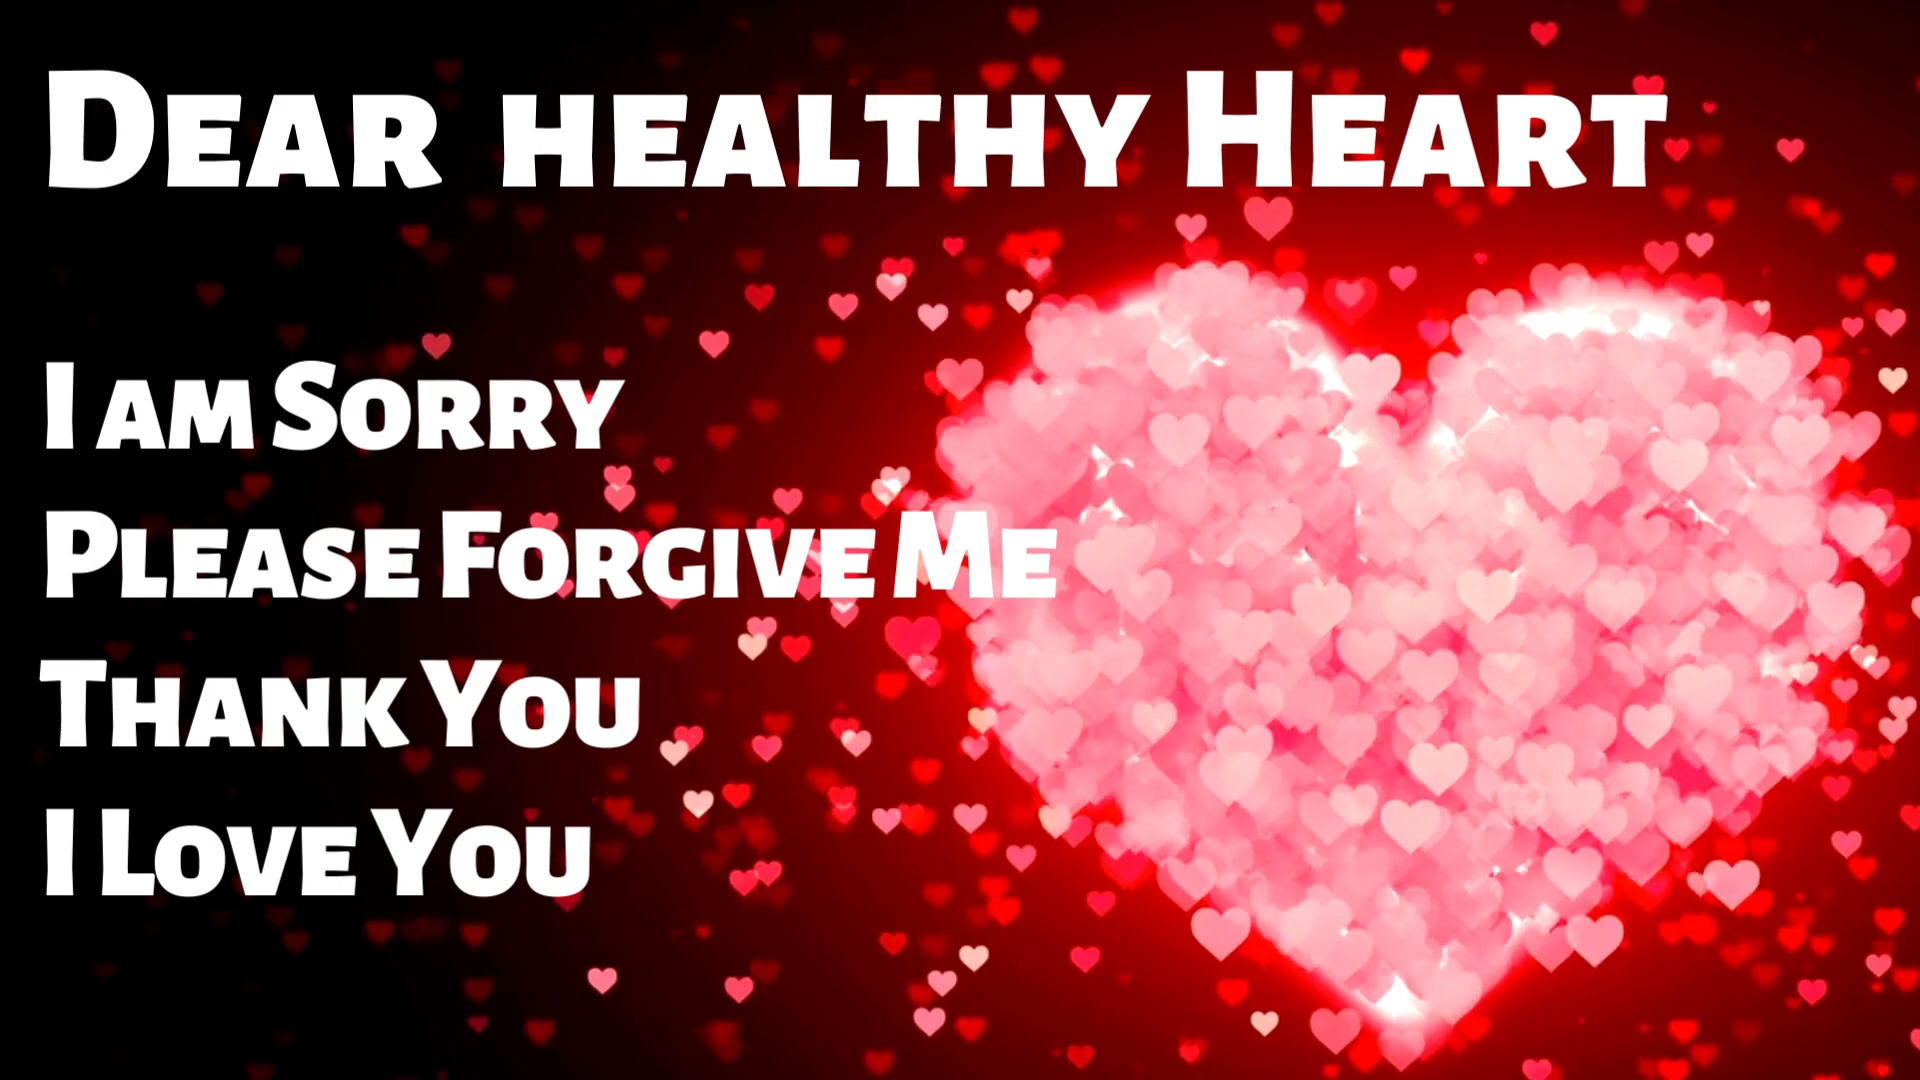 Dear healthy Heart
I am Sorry
Please Forgive Me
Thank You
I Love You